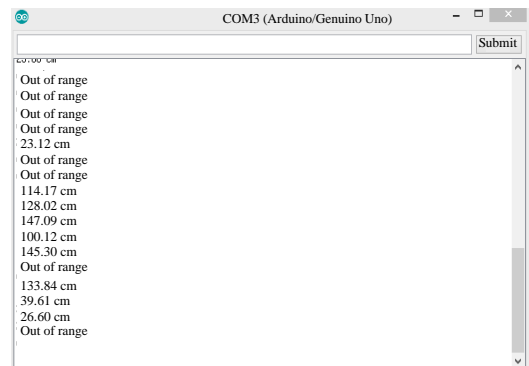 COM3 (Arduino/Genuino Uno)
Submit
Out of range
Out of range
Out of range
Out of range
23.12 cm
Out of range
Out of range
114.17 cm
128.02 cm
147.09 cm
100.12 cm
145.30 cm
Out of range
133.84 cm
39.61 cm
26.60 cm
Out of range